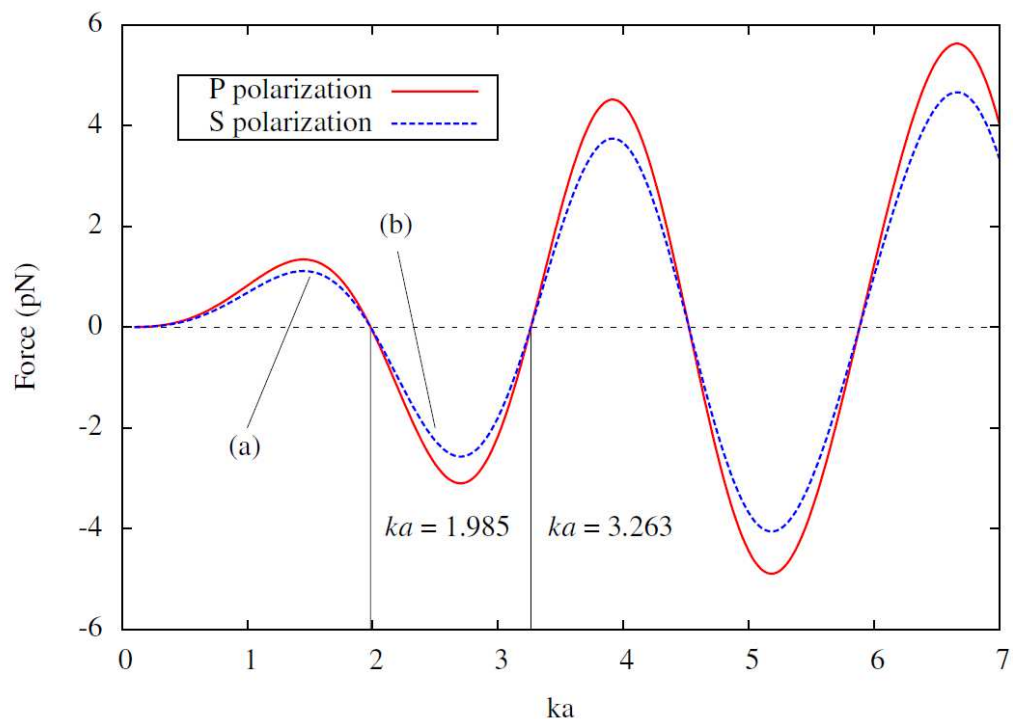 6
4
2
0
-2
-4
-6
Force (pN)
P polarization
S polarization
(b)
(a)
ka = 1.985
ka = 3.263
0 1 2 3 4 5 6 7
ka